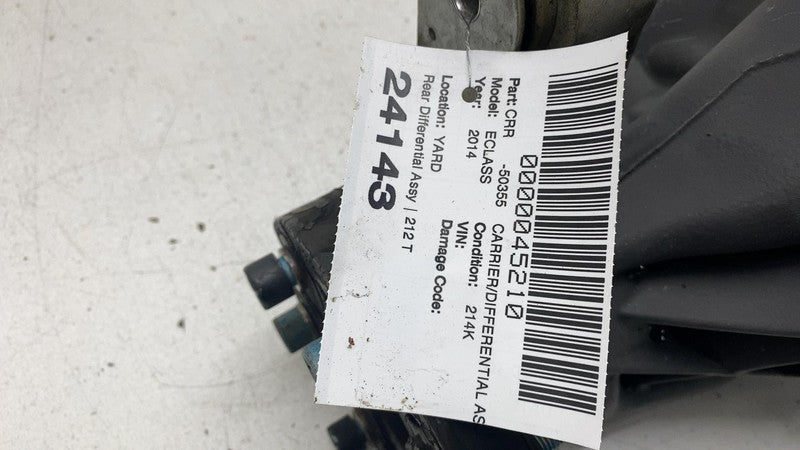 0000045210
Part: CRR -50355 CARRIER/DIFFERENTIAL AS
Model: ECLASS Condition: 214K
Year: 2014 VIN:
Location: YARD Damage Code:
Rear Differential Assy | 212 T
24143